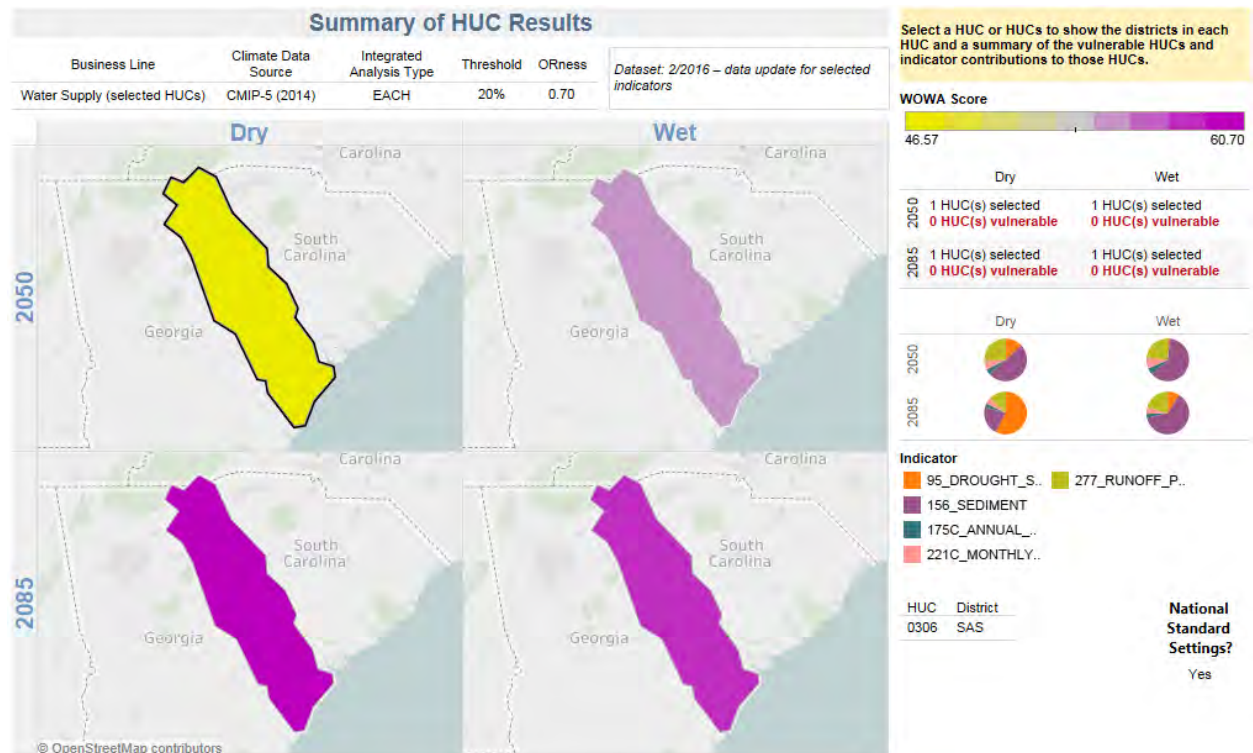 Summary of HUC Results
Business Line
Climate Data
Source
Integrated
Analysis Type
Threshold
ORness
Water Supply (selected HUCs)
CMIP-5 (2014)
EACH
20%
0.70
Dataset: 2/2016 – data update for selected
indicators
Select a HUC or HUCs to show the districts in each
HUC and a summary of the vulnerable HUCs and
indicator contributions to those HUCs.
WOWA Score
46.57
60.70
Dry
Wet
2050
Carolina
South
Carolina
Georgia
Carolina
South
Carolina
Georgia
2085
Carolina
South
Carolina
Georgia
Carolina
South
Carolina
Georgia
© OpenStreetMap contributors
Dry
Wet
2050
1 HUC(s) selected
0 HUC(s) vulnerable
1 HUC(s) selected
0 HUC(s) vulnerable
2085
1 HUC(s) selected
0 HUC(s) vulnerable
1 HUC(s) selected
0 HUC(s) vulnerable
Dry
Wet
2050
2085
Indicator
95_DROUGHT_S..
277_RUNOFF_P..
156_SEDIMENT
175C_ANNUAL_..
221C_MONTHLY..
HUC
District
0306
SAS
National
Standard
Settings?
Yes